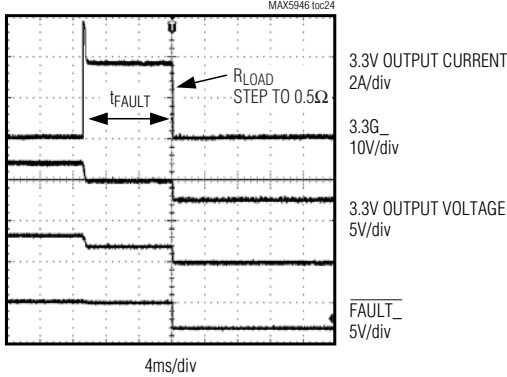 MAX5946 toc24
3.3V OUTPUT CURRENT
2A/div
RLOAD
STEP TO 0.5Ω
tFAULT
3.3G_
10V/div
3.3V OUTPUT VOLTAGE
5V/div
FAULT_
5V/div
4ms/div